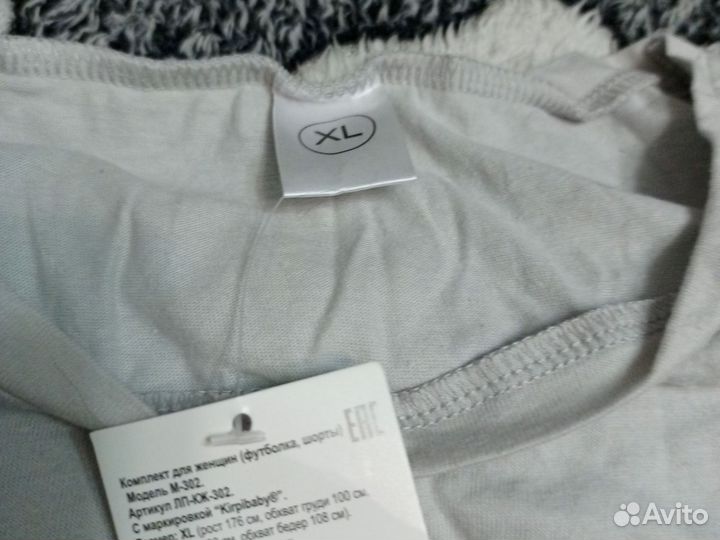 XL
EAC
Комплект для женщин (футболка, шорты)
Модель М-302.
Артикул ЛП-КЖ-302.
С маркировкой "Kirpibaby®".
XL (рост 176 см, обхват груди 100 см,
см, обхват бедер 108 см).
Avito